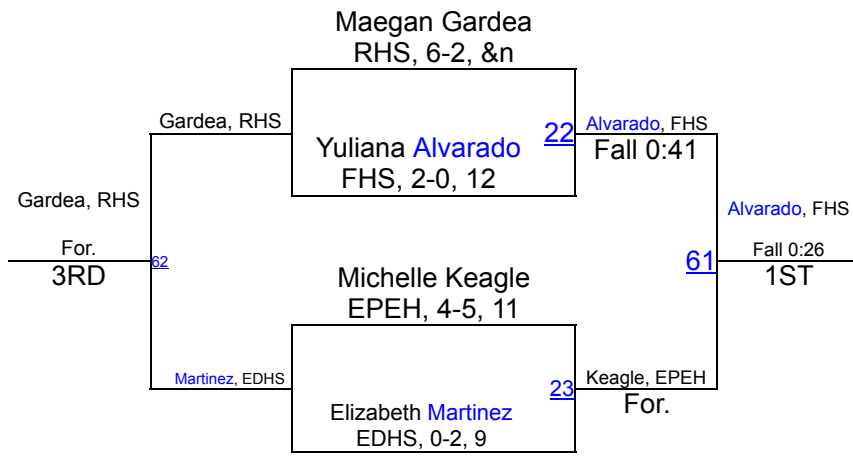 Maegan Gardea
RHS, 6-2, &n
Gardea, RHS
22
Alvarado, FHS
Yuliana Alvarado
Fall 0:41
FHS, 2-0, 12
Gardea, RHS
Alvarado, FHS
For.
62
61
Fall 0:26
3RD
1ST
Michelle Keagle
EPEH, 4-5, 11
Martinez, EDHS
23
Keagle, EPEH
For.
Elizabeth Martinez
EDHS, 0-2, 9